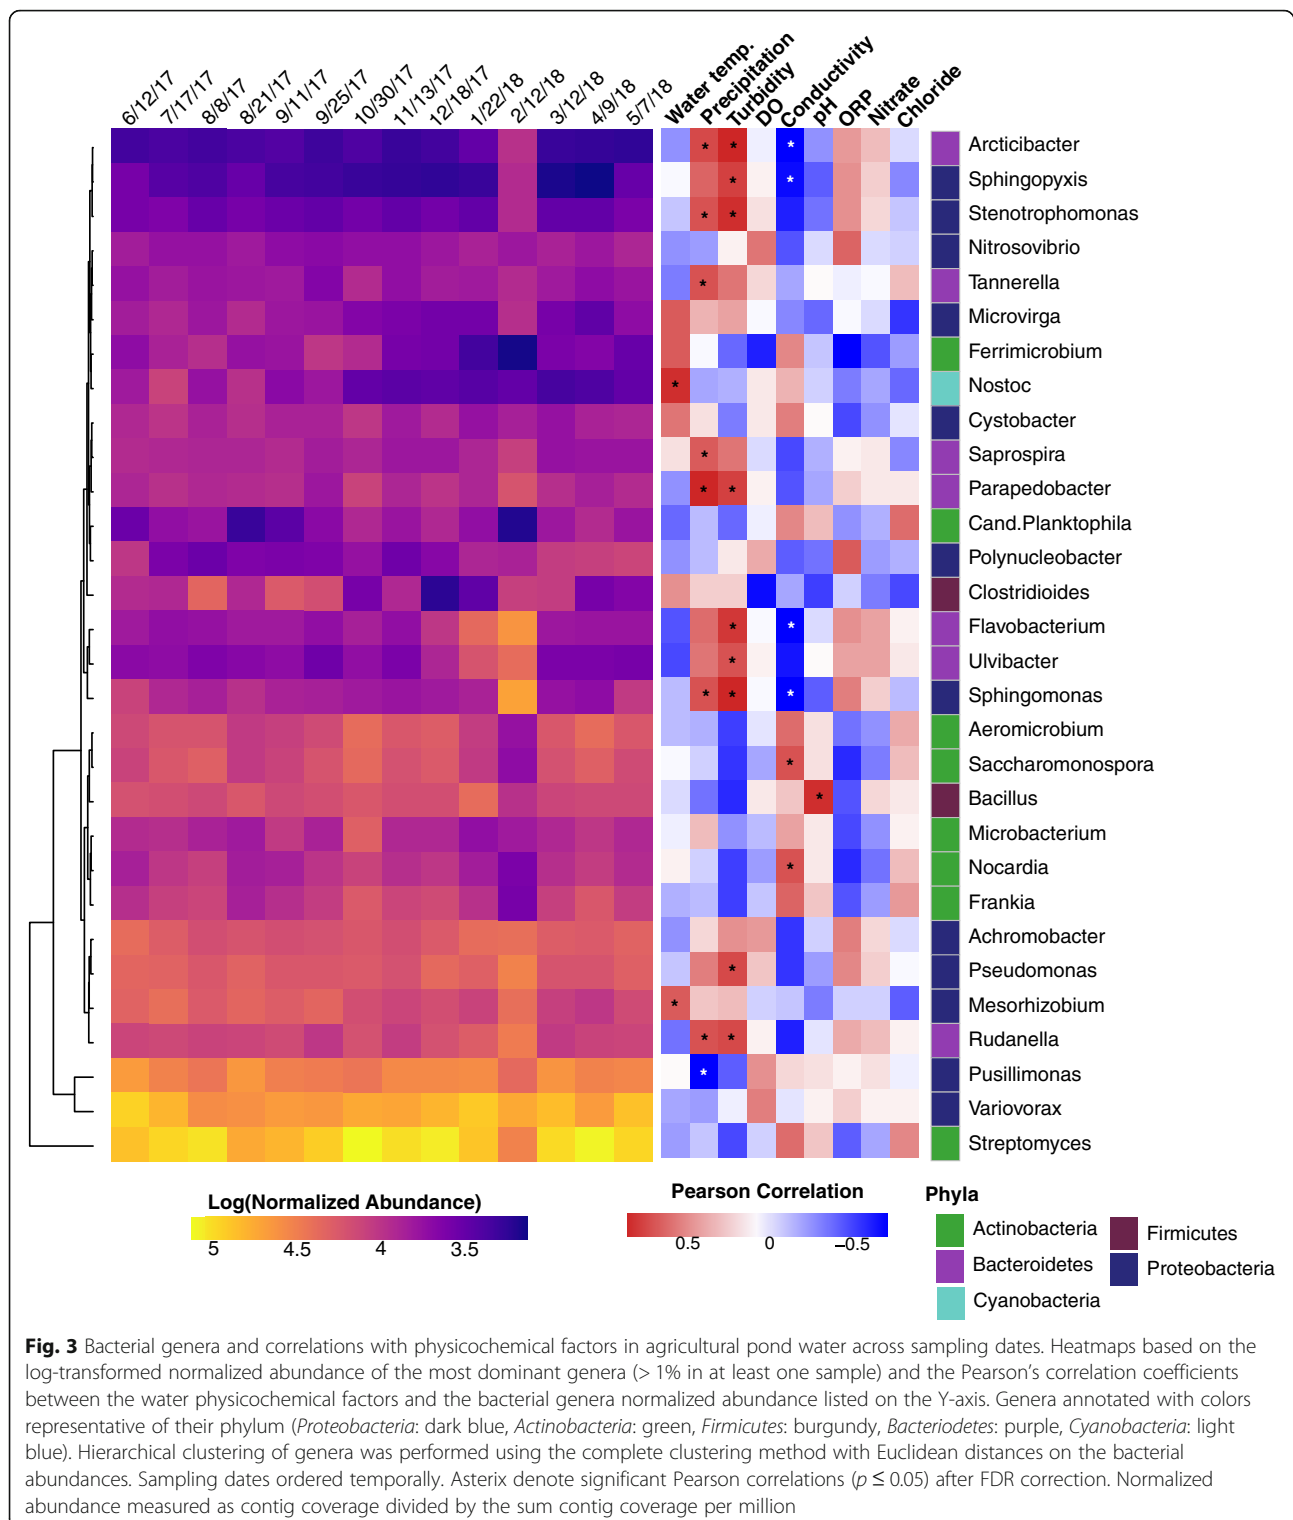 6/12/17
7/17/17
8/8/17
8/21/17
9/11/17
9/25/17
10/30/17
11/13/17
12/18/17
1/22/18
2/12/18
3/12/18
4/9/18
5/7/18
Water temp.
Precipitation
Turbidity
DO
Conductivity
pH
ORP
Nitrate
Chloride
* * * Arcticibacter
* * Sphingopyxis
* * Stenotrophomonas
Nitrosovibrio
* Tannerella
Microvirga
Ferrimicrobium
* Nostoc
Cystobacter
* Saprospira
* * Parapedobacter
Cand.Planktophila
Polynucleobacter
Clostridioides
* * Flavobacterium
* Ulvibacter
* * * Sphingomonas
Aeromicrobium
* Saccharomonospora
* Bacillus
Microbacterium
* Nocardia
Frankia
Achromobacter
* Pseudomonas
* Mesorhizobium
* * Rudanella
* Pusillimonas
Variovorax
Streptomyces
Log(Normalized Abundance)
5 4.5 4 3.5
Pearson Correlation
0.5 0 −0.5
Phyla
Actinobacteria
Bacteroidetes
Cyanobacteria
Firmicutes
Proteobacteria
Fig. 3 Bacterial genera and correlations with physicochemical factors in agricultural pond water across sampling dates. Heatmaps based on the
log-transformed normalized abundance of the most dominant genera (> 1% in at least one sample) and the Pearson's correlation coefficients
between the water physicochemical factors and the bacterial genera normalized abundance listed on the Y-axis. Genera annotated with colors
representative of their phylum (Proteobacteria: dark blue, Actinobacteria: green, Firmicutes: burgundy, Bacteriodetes: purple, Cyanobacteria: light
blue). Hierarchical clustering of genera was performed using the complete clustering method with Euclidean distances on the bacterial
abundances. Sampling dates ordered temporally. Asterix denote significant Pearson correlations (p ≤ 0.05) after FDR correction. Normalized
abundance measured as contig coverage divided by the sum contig coverage per million